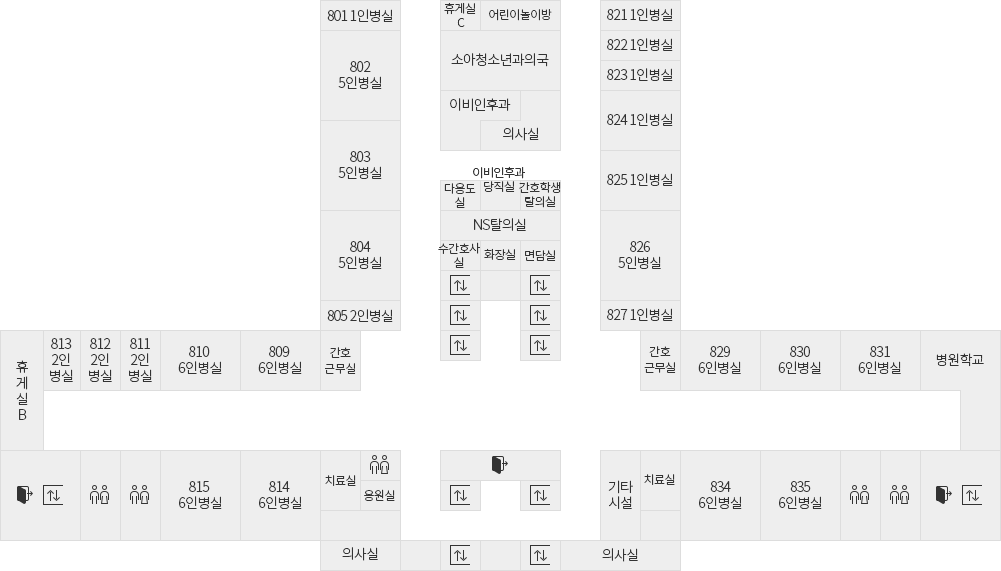 801 1인병실
휴게실
C
어린이놀이방
821 1인병실
822 1인병실
802
5인병실
소아청소년과의국
823 1인병실
이비인후과
824 1인병실
의사실
803
5인병실
이비인후과
당직실
825 1인병실
다용도
실
간호학생
탈의실
NS탈의실
804
5인병실
수간호사
실
화장실
면담실
826
5인병실
805 2인병실
827 1인병실
휴
게
실
B
813
2인
병실
812
2인
병실
811
2인
병실
810
6인병실
809
6인병실
간호
근무실
간호
근무실
829
6인병실
830
6인병실
831
6인병실
병원학교
815
6인병실
814
6인병실
치료실
응원실
기타
시설
치료실
834
6인병실
835
6인병실
의사실
의사실